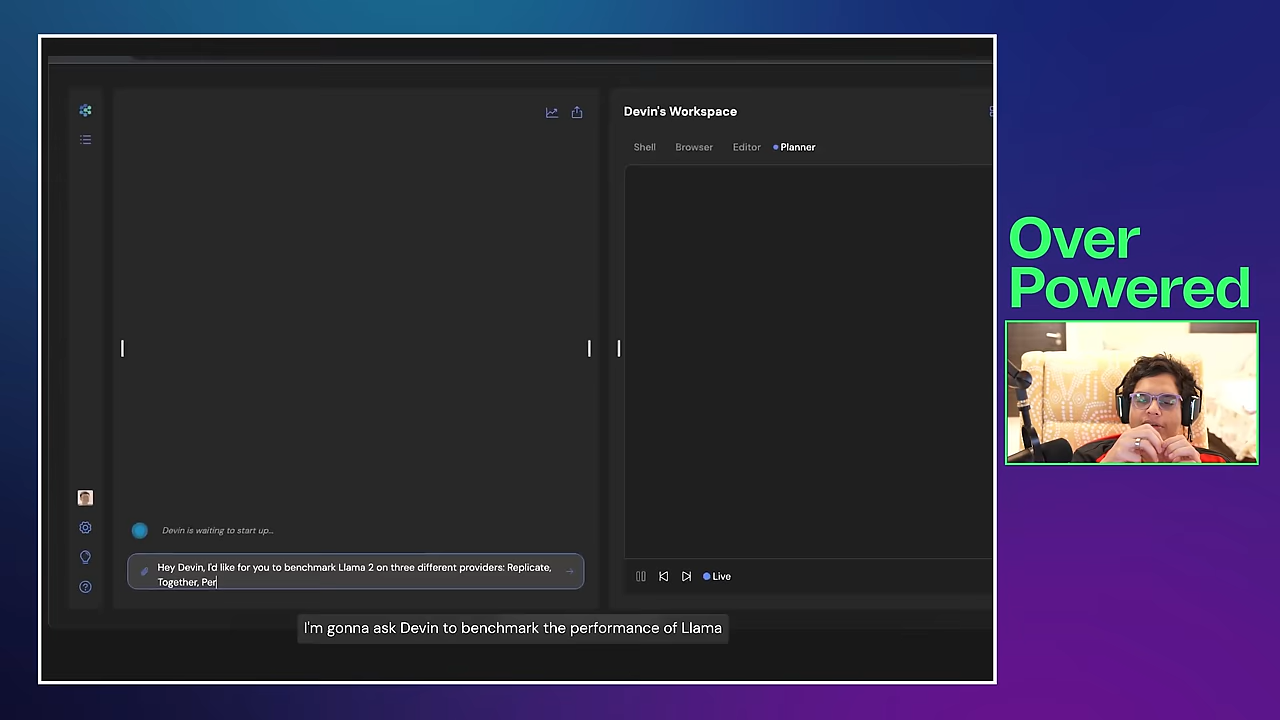 Devin's Workspace
Shell Browser Editor Planner
Devin is waiting to start up...
Hey Devin, I'd like for you to benchmark Llama 2 on three different providers: Replicate,
Together, Per
Live
I'm gonna ask Devin to benchmark the performance of Llama
Over
Powered